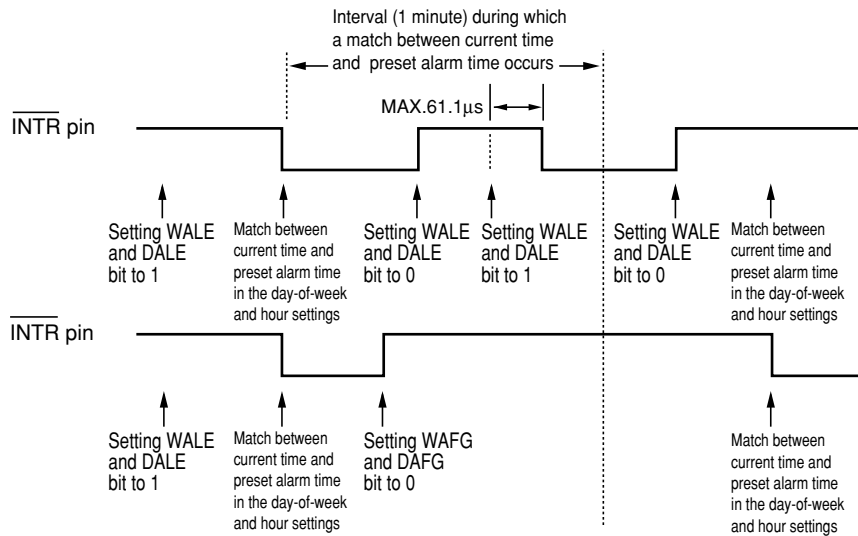 Interval (1 minute) during which
a match between current time
and preset alarm time occurs
MAX.61.1µs
INTR pin
Setting WALE
and DALE
bit to 1
Match between
current time and
preset alarm time
in the day-of-week
and hour settings
Setting WALE
and DALE
bit to 0
Setting WALE
and DALE
bit to 1
Setting WALE
and DALE
bit to 0
Match between
current time and
preset alarm time
in the day-of-week
and hour settings
INTR pin
Setting WALE
and DALE
bit to 1
Match between
current time and
preset alarm time
in the day-of-week
and hour settings
Setting WAFG
and DAFG
bit to 0
Match between
current time and
preset alarm time
in the day-of-week
and hour settings